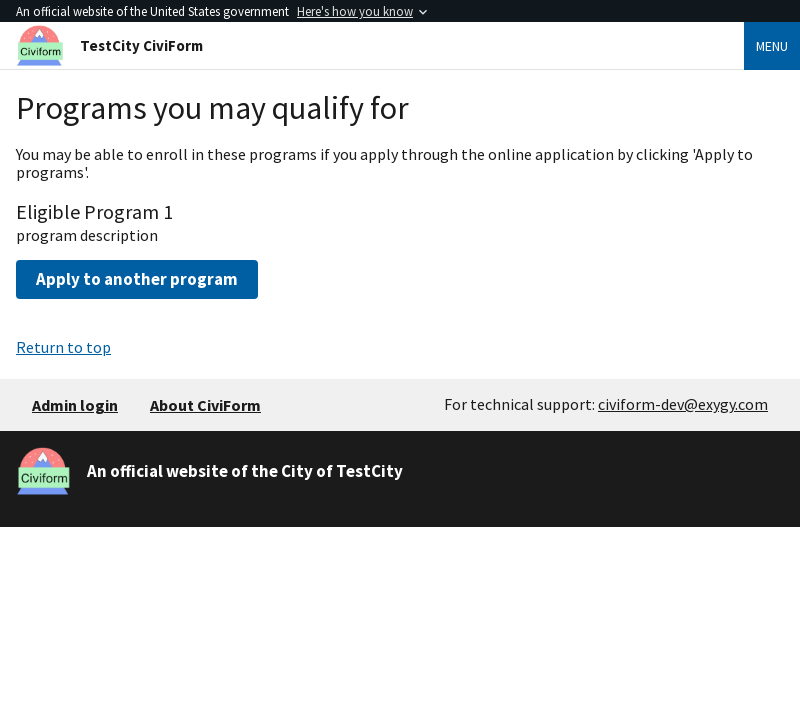 An official website of the United States government Here's how you know
Civiform
TestCity CiviForm
MENU
Programs you may qualify for
You may be able to enroll in these programs if you apply through the online application by clicking 'Apply to
programs'.
Eligible Program 1
program description
Apply to another program
Return to top
Admin login
About CiviForm
For technical support: civiform-dev@exygy.com
Civiform
An official website of the City of TestCity